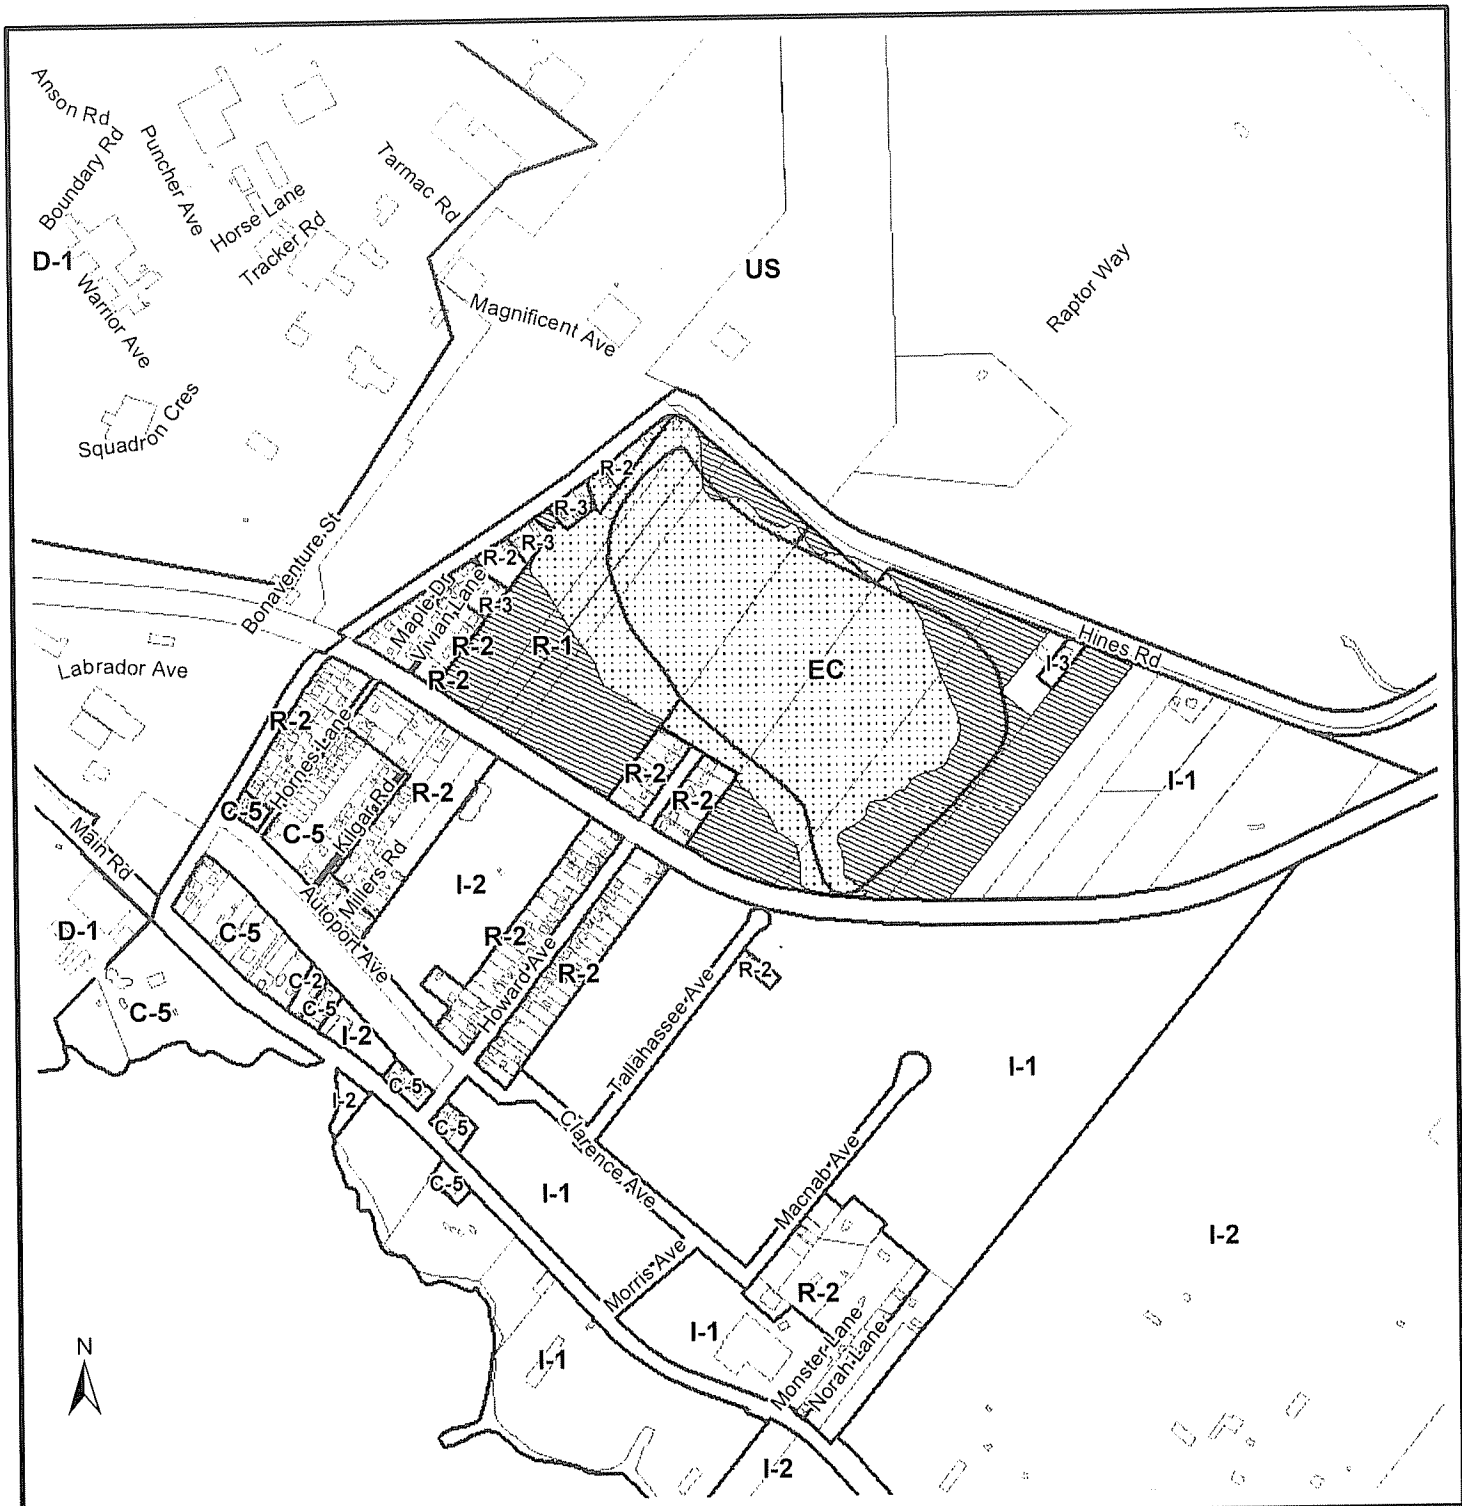 Anson Rd
Boundary Rd
Puncher Ave
Horse Lane
Tracker Rd
Tarmac Rd
D-1
Warrior Ave
US
Magnificent Ave
Raptor Way
Squadron Cres
R-2
R-3
R-3
R-2
Bonaventure St
Maple Dr
Vivian Lane
R-3
R-2
R-1
R-2
Hines Rd
I-3
EC
Labrador Ave
R-2
Hornes Lane
R-2
R-2
R-2
I-1
C-5
C-5
Kilgar Rd
Millers Rd
Main Rd
I-2
Autoport Ave
D-1
C-5
R-2
Howard Ave
R-2
R-2
Tallahassee Ave
C-2
C-5
C-5
I-2
I-1
C-5
I-2
C-5
Clarence Ave
C-5
I-1
Macnab Ave
I-2
Morris Ave
R-2
I-1
Monster Lane
Norah Lane
I-1
N
I-2